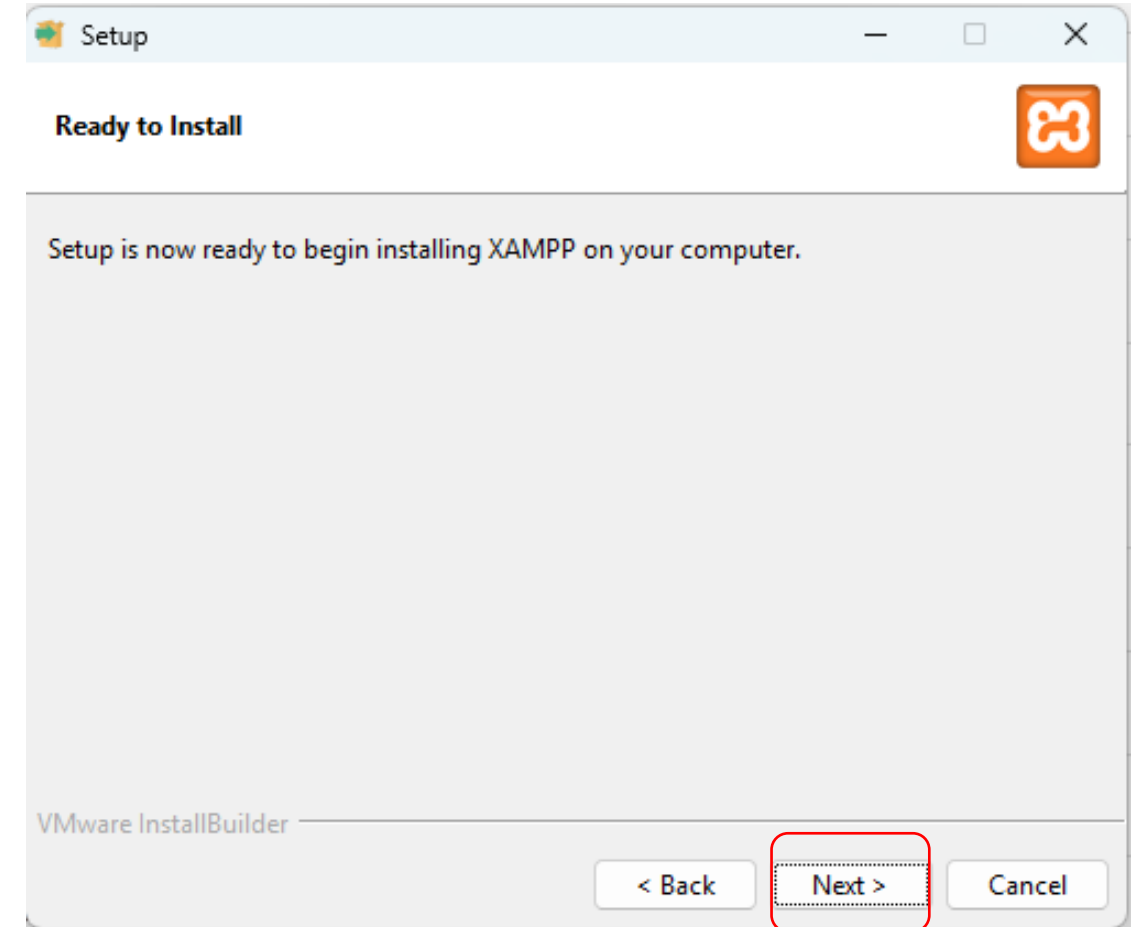 Setup
Ready to Install
Setup is now ready to begin installing XAMPP on your computer.
VMware InstallBuilder
< Back Next > Cancel